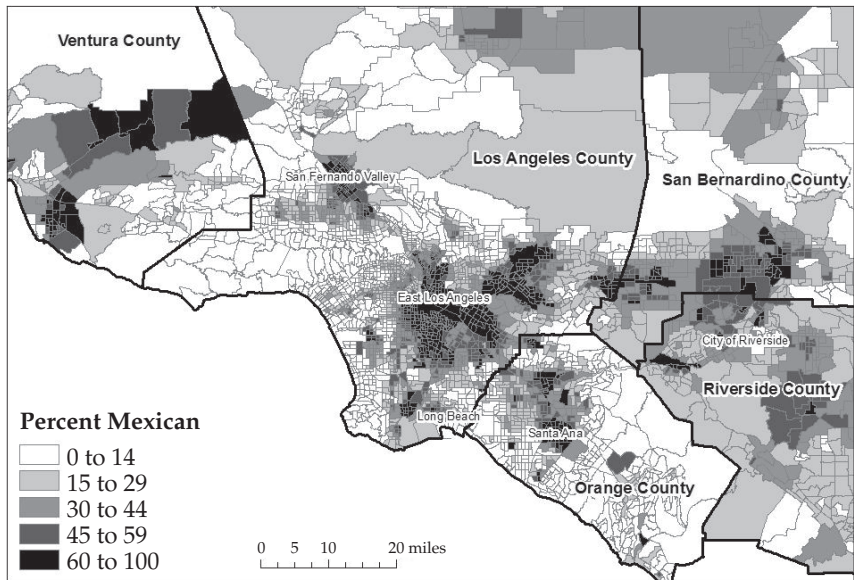 Ventura County
San Fernando Valley
Los Angeles County
San Bernardino County
East Los Angeles
City of Riverside
Riverside County
Long Beach
Santa Ana
Orange County
Percent Mexican
0 to 14
15 to 29
30 to 44
45 to 59
60 to 100
0 5 10 20 miles